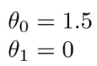 θ₀ = 1.5
θ₁ = 0